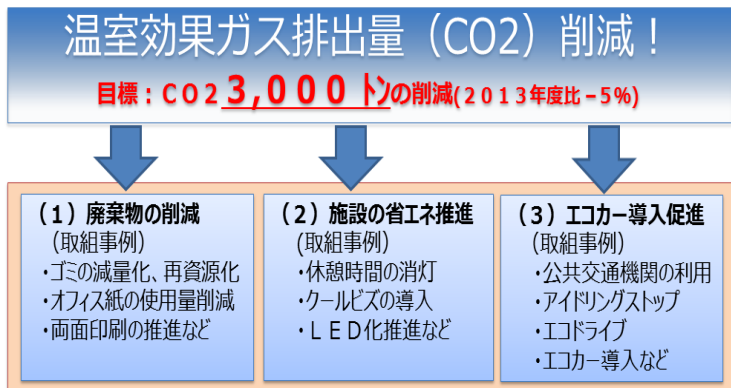 温室効果ガス排出量（CO2）削減！
目標：ＣＯ２３,０００㌧の削減(２０１３年度比－５%)
（１）廃棄物の削減
(取組事例)
・ゴミの減量化、再資源化
・オフィス紙の使用量削減
・両面印刷の推進など
（２）施設の省エネ推進
(取組事例)
・休憩時間の消灯
・クールビズの導入
・ＬＥＤ化推進など
（３）エコカー導入促進
(取組事例)
・公共交通機関の利用
・アイドリングストップ
・エコドライブ
・エコカー導入など